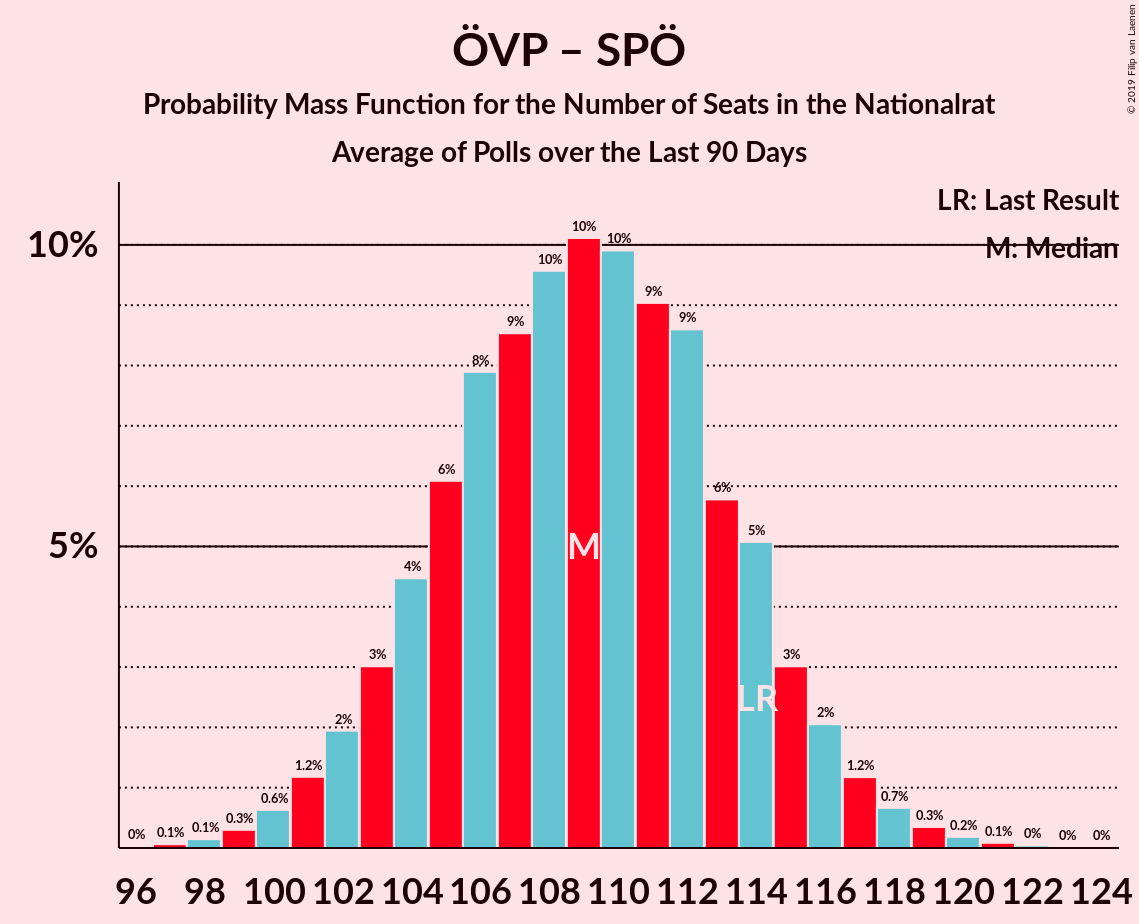 ÖVP – SPÖ
Probability Mass Function for the Number of Seats in the Nationalrat
Average of Polls over the Last 90 Days
© 2019 Filip van Laenen
LR: Last Result
M: Median
10%
5%
0% 0.1% 0.1% 0.3% 0.6% 1.2% 2% 3% 4% 6% 8% 9% 10% 10% 10% 9% 9% 6% 5% 3% 2% 1.2% 0.7% 0.3% 0.2% 0.1% 0% 0% 0%
M
LR
96 98 100 102 104 106 108 110 112 114 116 118 120 122 124